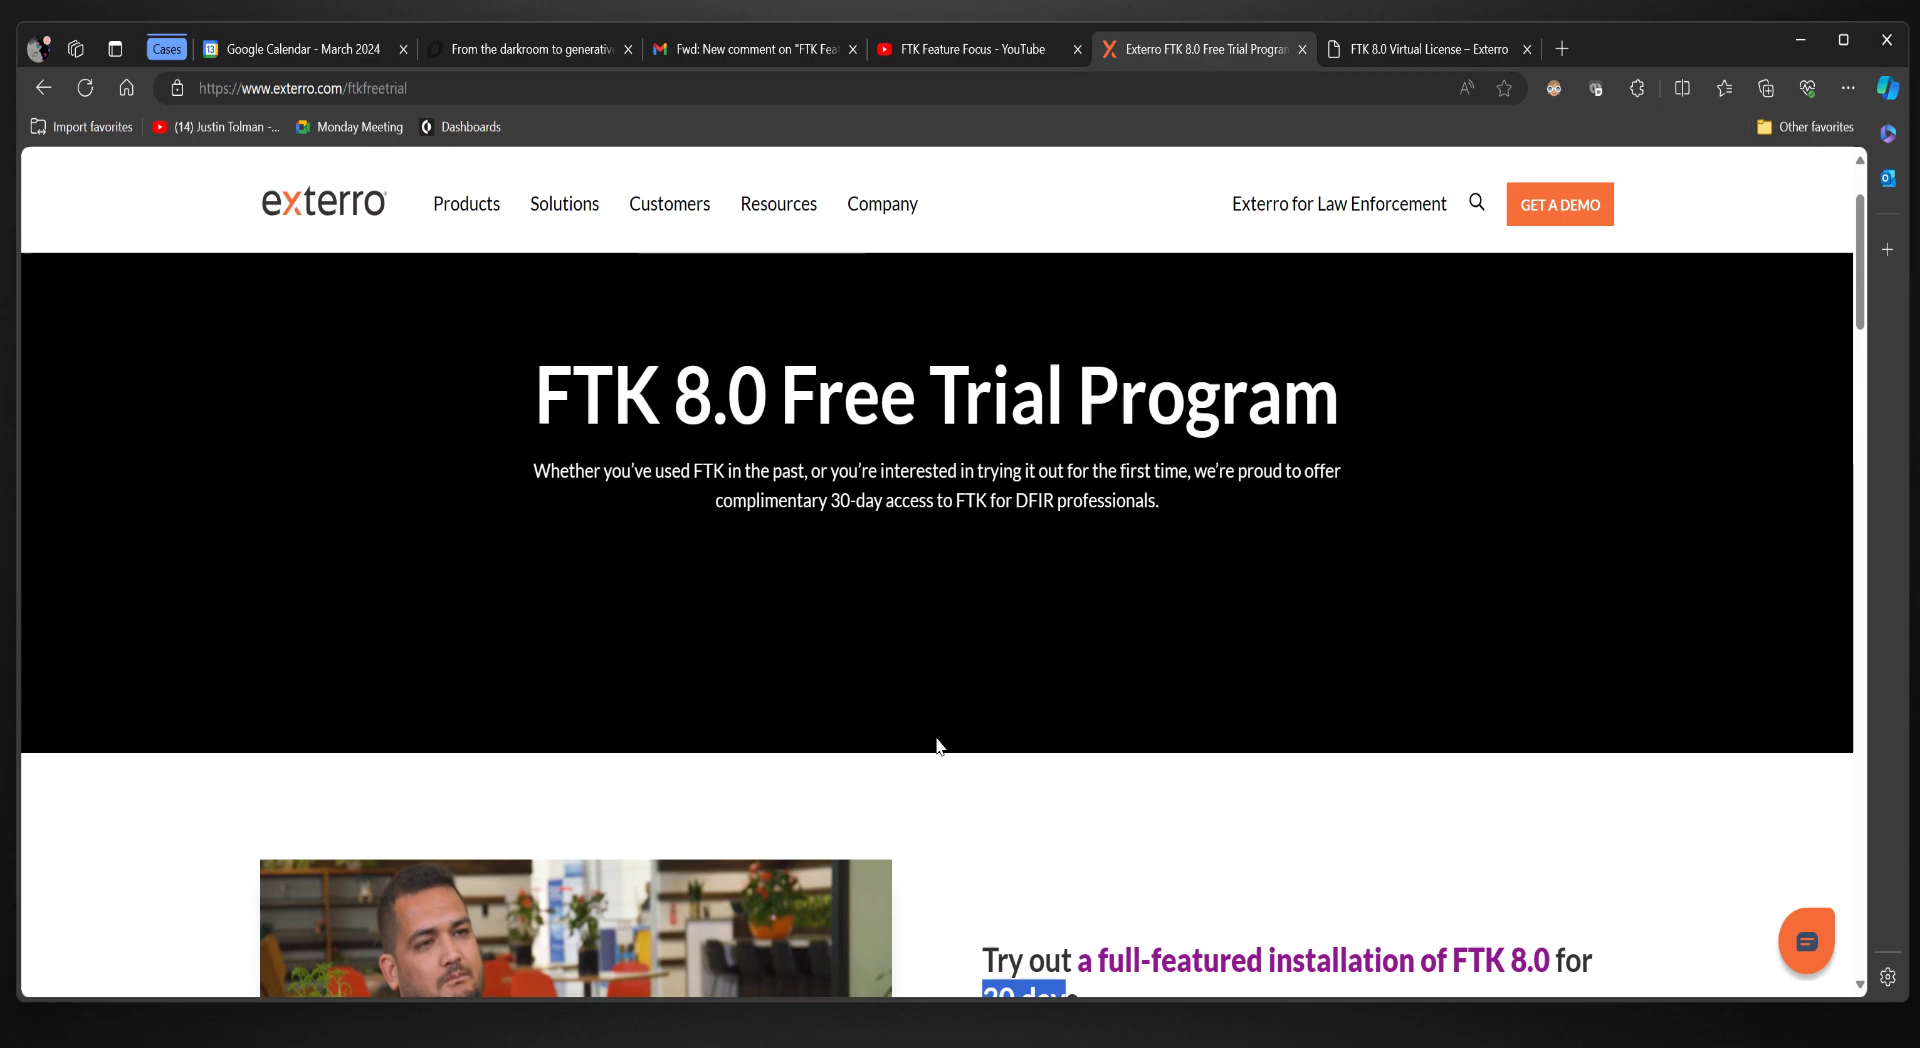 Cases
Google Calendar - March 2024
From the darkroom to generativ
Fwd: New comment on "FTK Fea
FTK Feature Focus - YouTube
Exterro FTK 8.0 Free Trial Program
FTK 8.0 Virtual License – Exterro
https://www.exterro.com/ftkfreetrial
Import favorites
(14) Justin Tolman -...
Monday Meeting
Dashboards
Other favorites
exterro
Products
Solutions
Customers
Resources
Company
Exterro for Law Enforcement
GET A DEMO
FTK 8.0 Free Trial Program
Whether you've used FTK in the past, or you're interested in trying it out for the first time, we're proud to offer
complimentary 30-day access to FTK for DFIR professionals.
Try out a full-featured installation of FTK 8.0 for
30 days